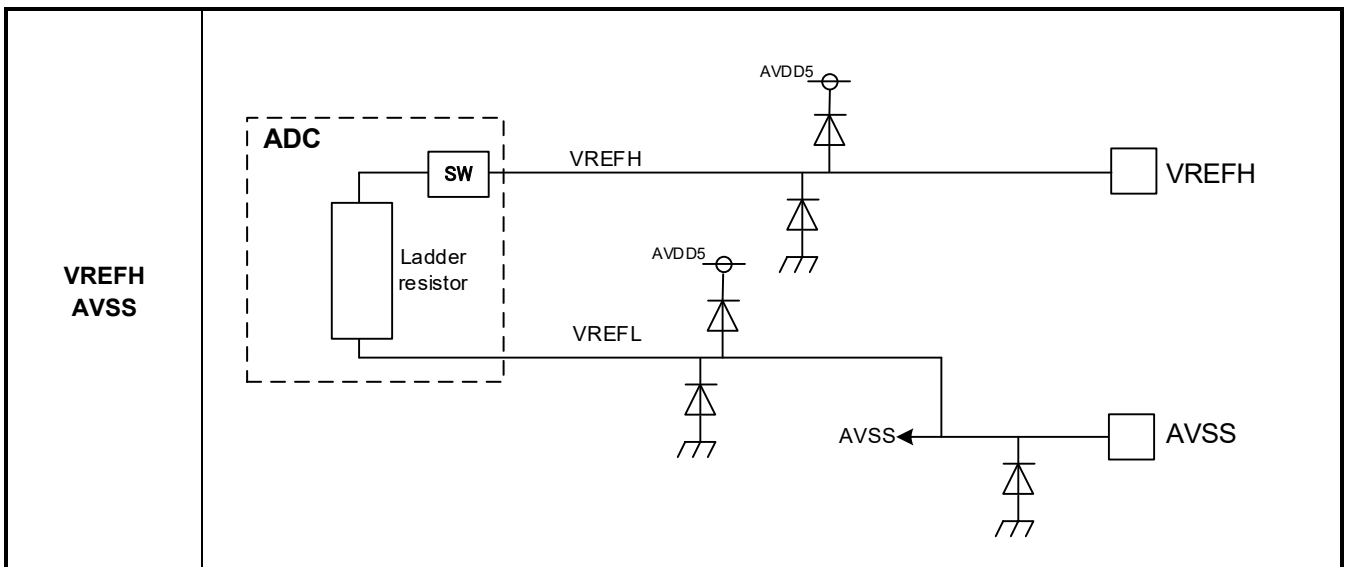 VREFH
AVSS
ADC
SW
Ladder
resistor
VREFH
AVDD5
VREFH
AVDD5
VREFL
AVSS
AVSS